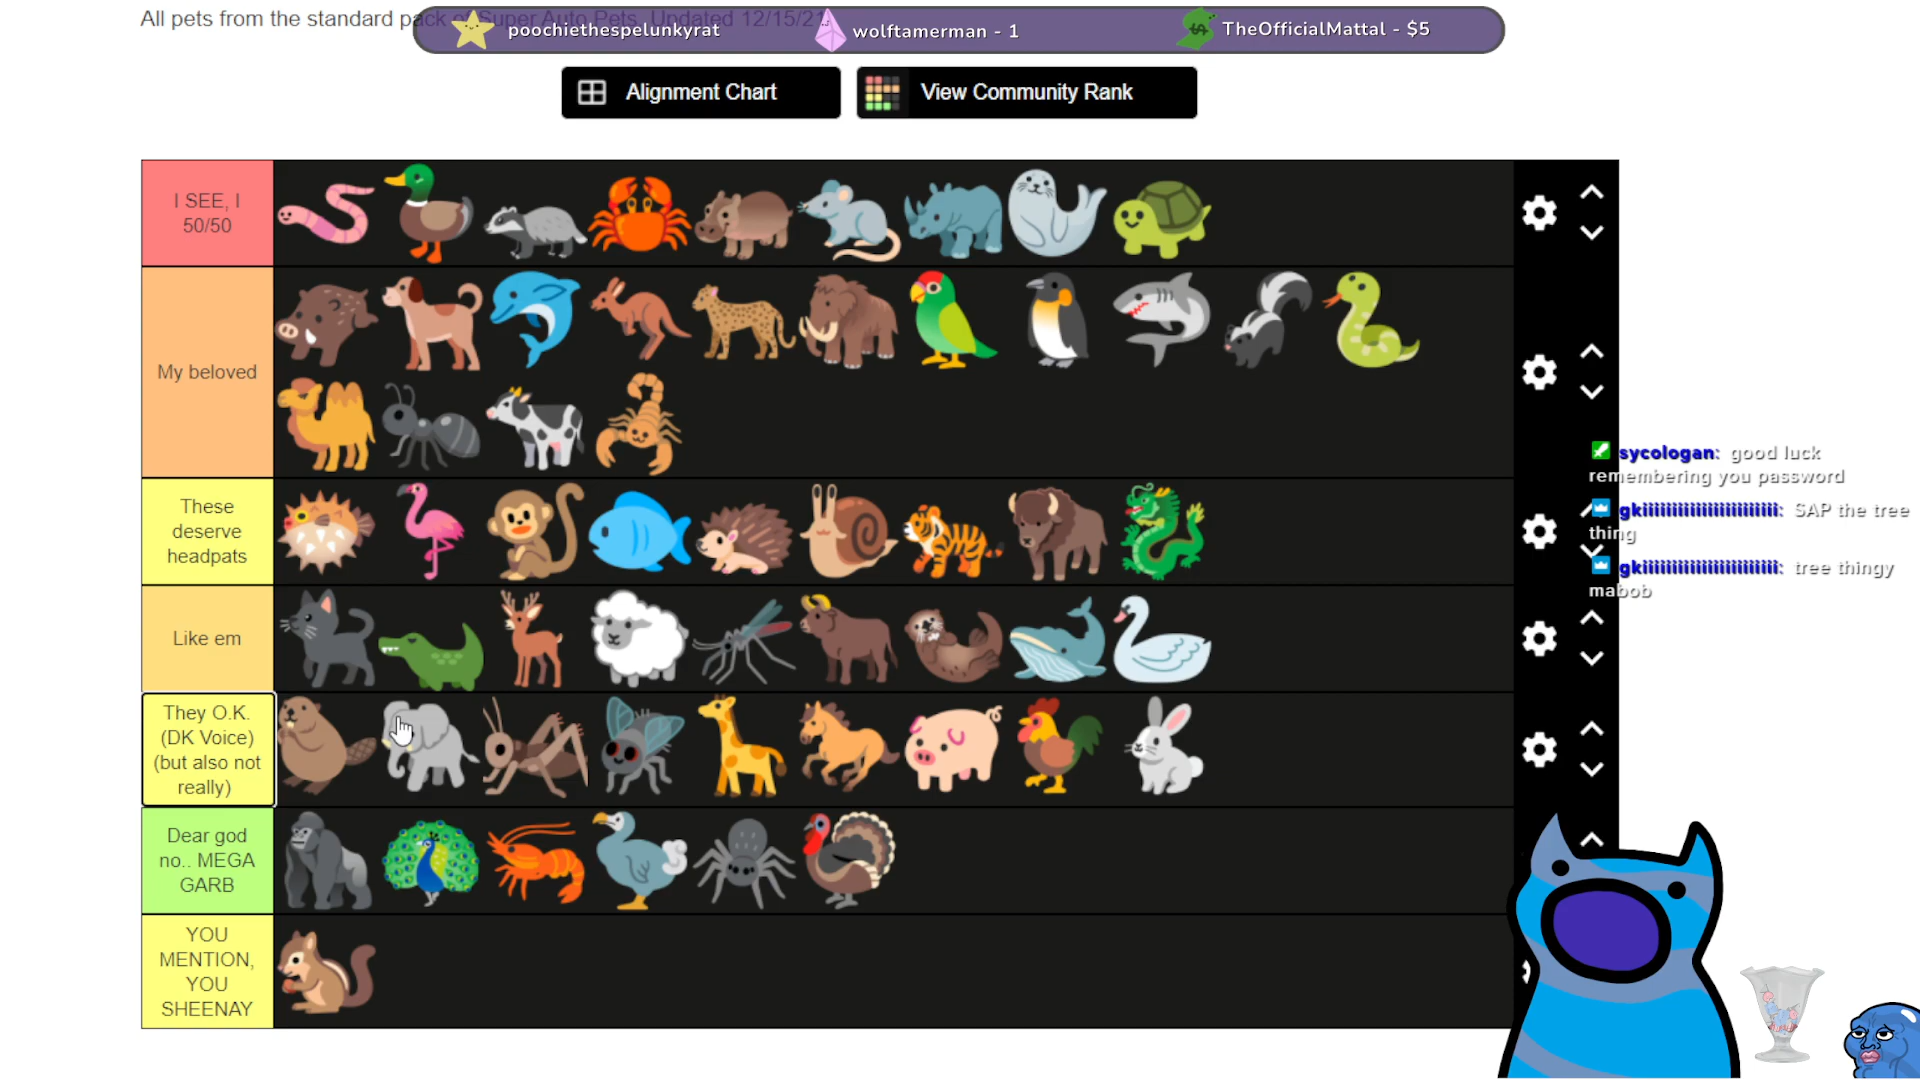 All pets from the standard pack of Super Auto Pets. Updated 12/15/21
poochiethespelunkyrat
wolftamerman - 1
TheOfficialMattal - $5
Alignment Chart
View Community Rank
I SEE, I
50/50
My beloved
These
deserve
headpats
Like em
They O.K.
(DK Voice)
(but also not
really)
Dear god
no.. MEGA
GARB
YOU
MENTION,
YOU
SHEENAY
sycologan: good luck
remembering you password
gkiiiiiiiiiiiiiiiiiiiiiii: SAP the tree
thing
gkiiiiiiiiiiiiiiiiiiiiiii: tree thingy
mabob